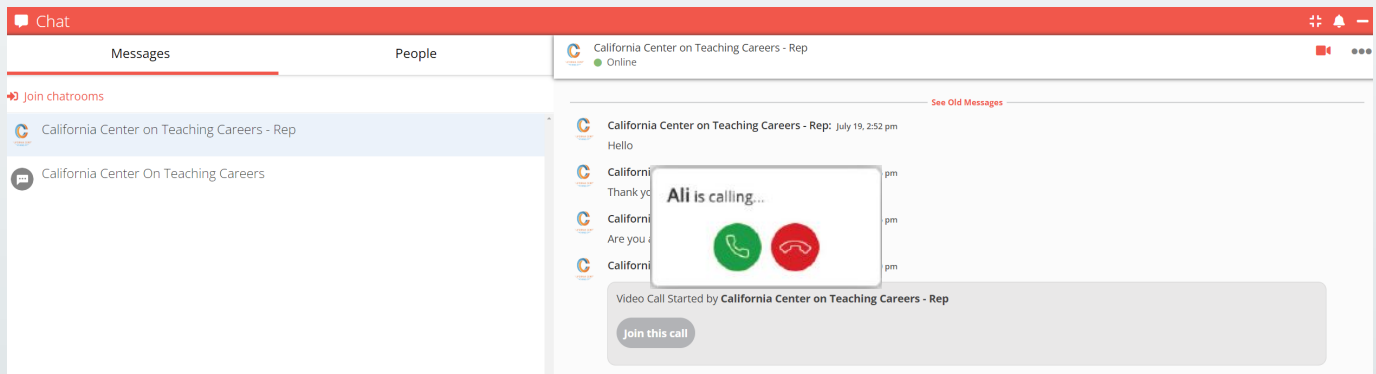 Chat
Messages
People
Join chatrooms
California Center on Teaching Careers - Rep
California Center On Teaching Careers
California Center on Teaching Careers - Rep
Online
See Old Messages
California Center on Teaching Careers - Rep: July 19, 2:52 pm
Hello
Californi
pm
Thank yo
Californi
pm
Are you
Californi
pm
Ali is calling...
Video Call Started by California Center on Teaching Careers - Rep
Join this call